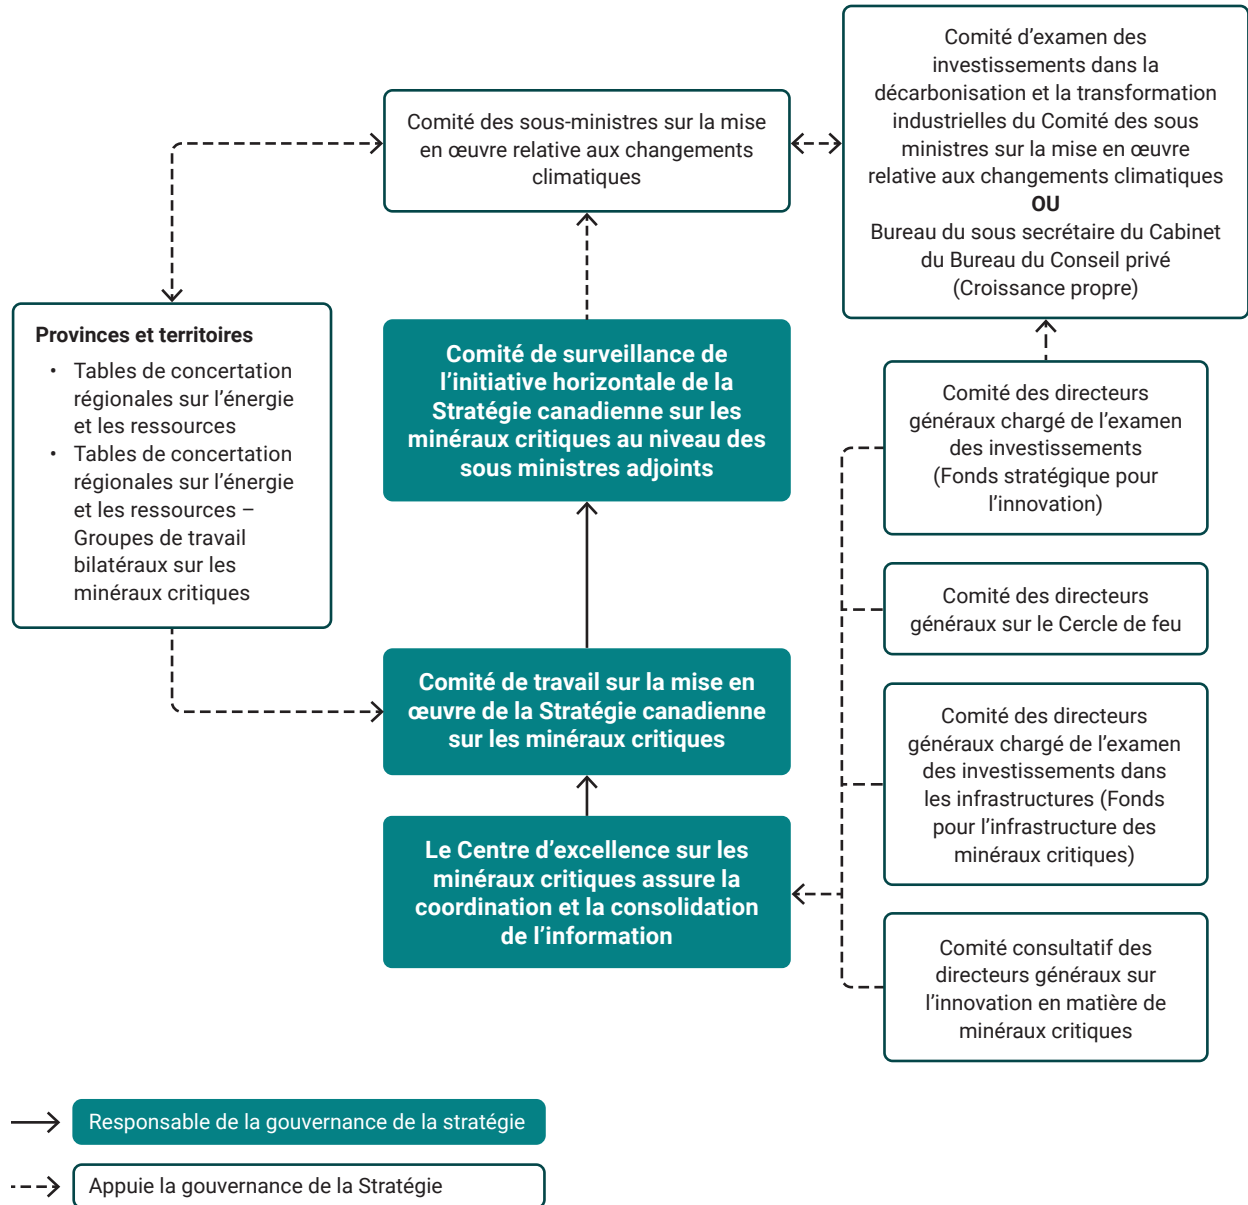 Comité d’examen des
investissements dans la
décarbonisation et la transformation
industrielles du Comité des sous
ministres sur la mise en œuvre
relative aux changements climatiques
OU
Bureau du sous secrétaire du Cabinet
du Bureau du Conseil privé
(Croissance propre)
Comité des sous-ministres sur la mise
en œuvre relative aux changements
climatiques
Provinces et territoires
• Tables de concertation
régionales sur l’énergie
et les ressources
• Tables de concertation
régionales sur l’énergie
et les ressources –
Groupes de travail
bilatéraux sur les
minéraux critiques
Comité de surveillance de
l’initiative horizontale de la
Stratégie canadienne sur les
minéraux critiques au niveau des
sous ministres adjoints
Comité des directeurs
généraux chargé de l’examen
des investissements
(Fonds stratégique pour
l’innovation)
Comité des directeurs
généraux sur le Cercle de feu
Comité de travail sur la mise en
œuvre de la Stratégie canadienne
sur les minéraux critiques
Comité des directeurs
généraux chargé de l’examen
des investissements dans
les infrastructures (Fonds
pour l’infrastructure des
minéraux critiques)
Le Centre d’excellence sur les
minéraux critiques assure la
coordination et la consolidation
de l’information
Comité consultatif des
directeurs généraux sur
l’innovation en matière de
minéraux critiques
Responsable de la gouvernance de la stratégie
Appuie la gouvernance de la Stratégie